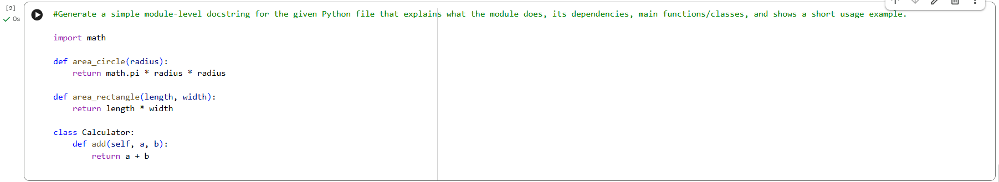 [9]
0s
#Generate a simple module-level docstring for the given Python file that explains what the module does, its dependencies, main functions/classes, and shows a short usage example.
import math
def area_circle(radius):
    return math.pi * radius * radius
def area_rectangle(length, width):
    return length * width
class Calculator:
    def add(self, a, b):
        return a + b